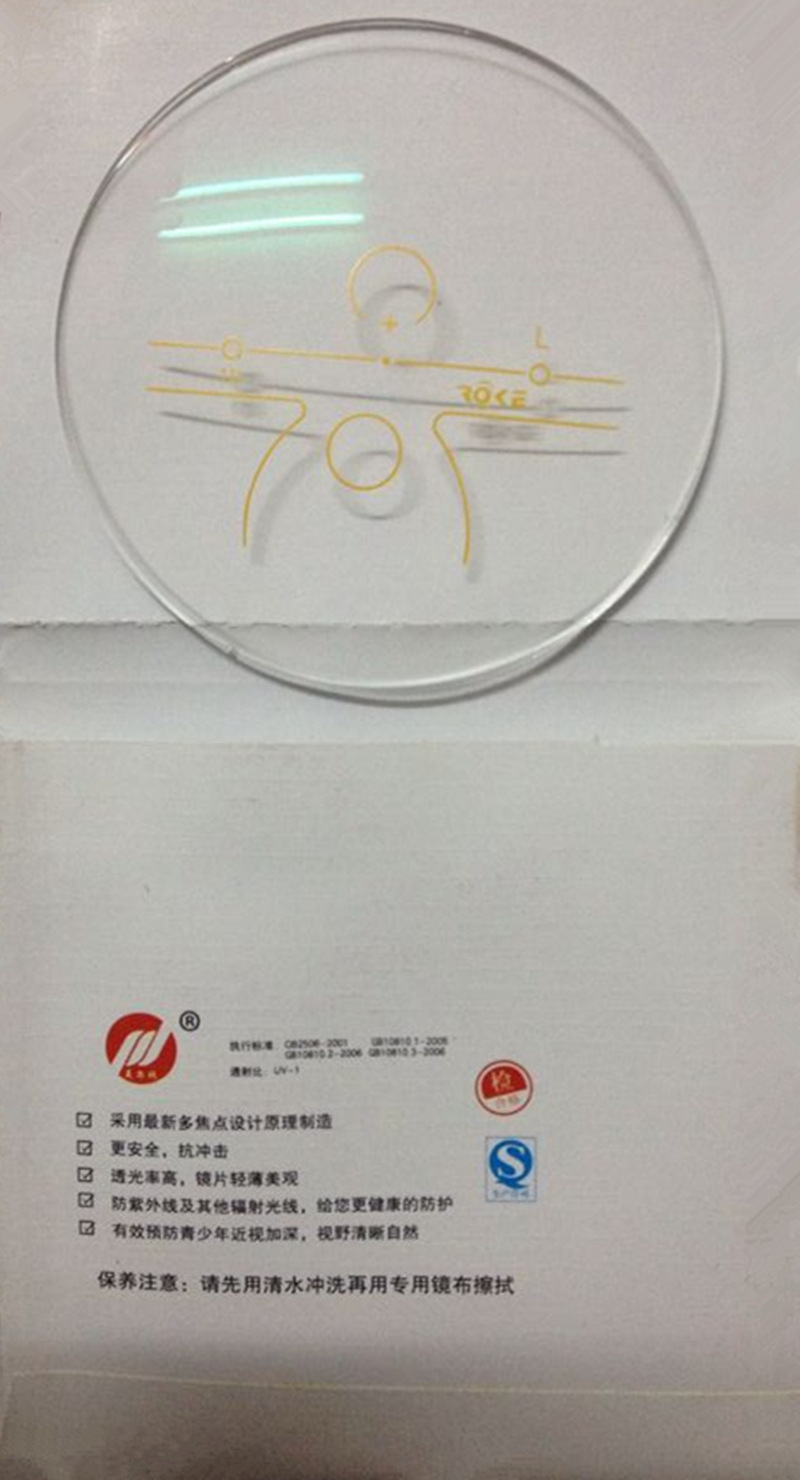 L
®
执行标准 GB2506-2001 GB10810.1-2005
GB10810.2-2006 GB10810.3-2006
透射比: UV-1
检
合格
采用最新多焦点设计原理制造
更安全，抗冲击
透光率高，镜片轻薄美观
防紫外线及其他辐射光线，给您更健康的防护
有效预防青少年近视加深，视野清晰自然
保养注意：请先用清水冲洗再用专用镜布擦拭